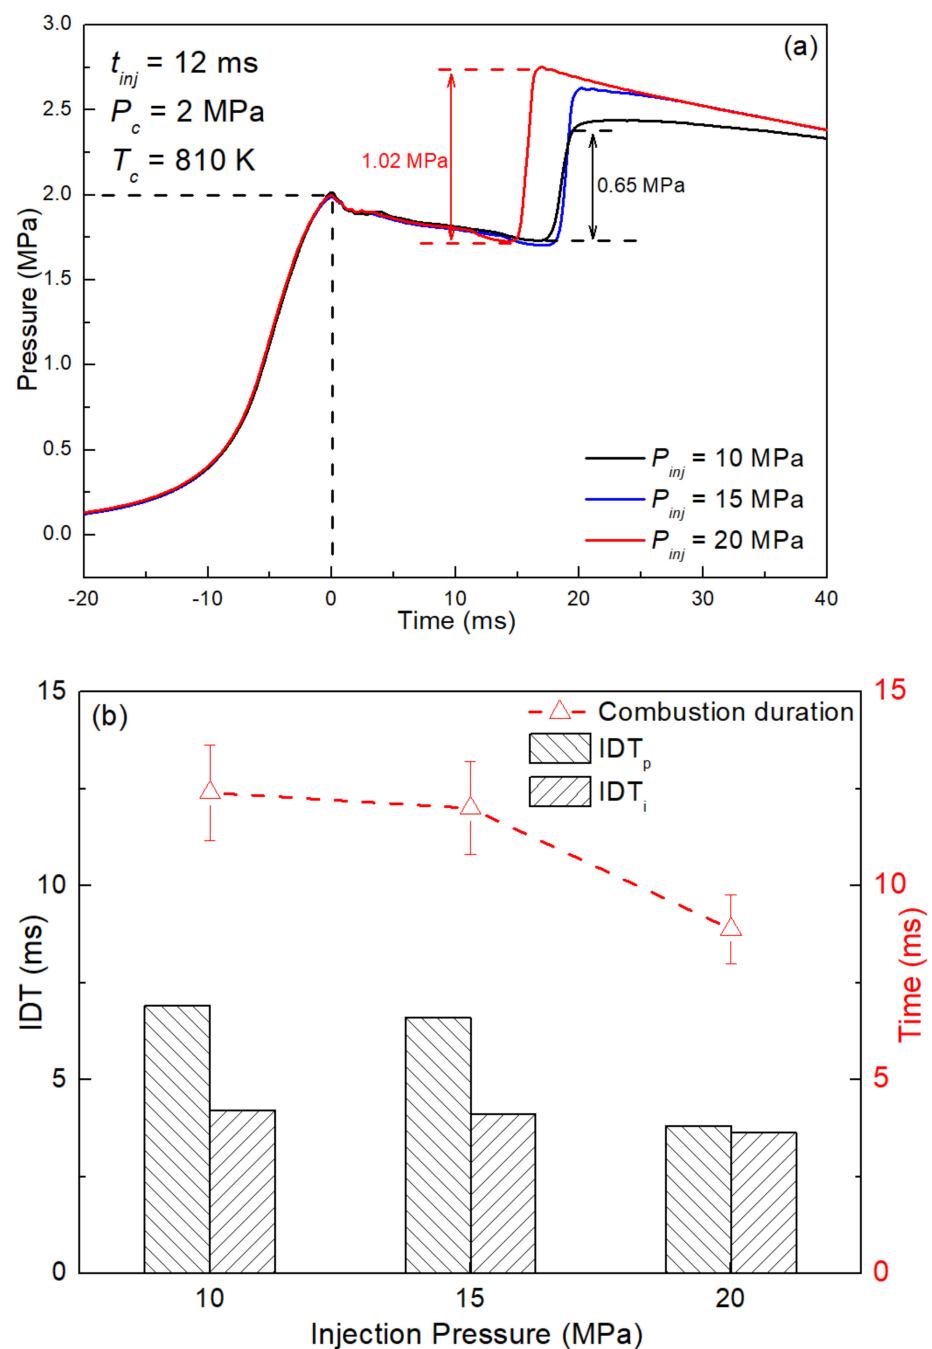 (a)
t_inj = 12 ms
P_c = 2 MPa
T_c = 810 K
3.0
2.5
2.0
1.5
1.0
0.5
0.0
Pressure (MPa)
1.02 MPa
0.65 MPa
P_inj = 10 MPa
P_inj = 15 MPa
P_inj = 20 MPa
-20 -10 0 10 20 30 40
Time (ms)
(b)
Combustion duration
IDT_p
IDT_i
15
10
5
0
IDT (ms)
15
10
5
0
Time (ms)
10 15 20
Injection Pressure (MPa)